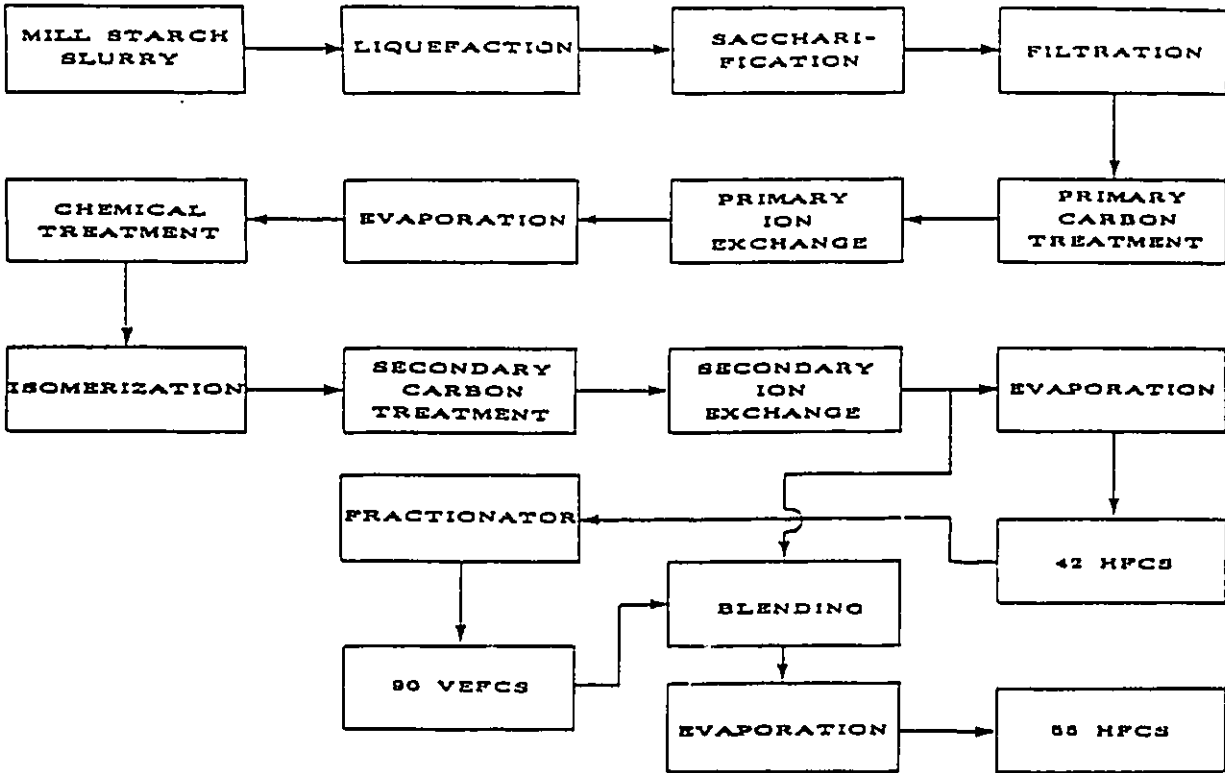 MILL STARCH
SLURRY
LIQUEFACTION
SACCHARI-
FICATION
FILTRATION
CHEMICAL
TREATMENT
EVAPORATION
PRIMARY
ION
EXCHANGE
PRIMARY
CARBON
TREATMENT
ISOMERIZATION
SECONDARY
CARBON
TREATMENT
SECONDARY
ION
EXCHANGE
EVAPORATION
FRACTIONATOR
42 HFCS
BLENDING
90 VEFCS
EVAPORATION
55 HFCS